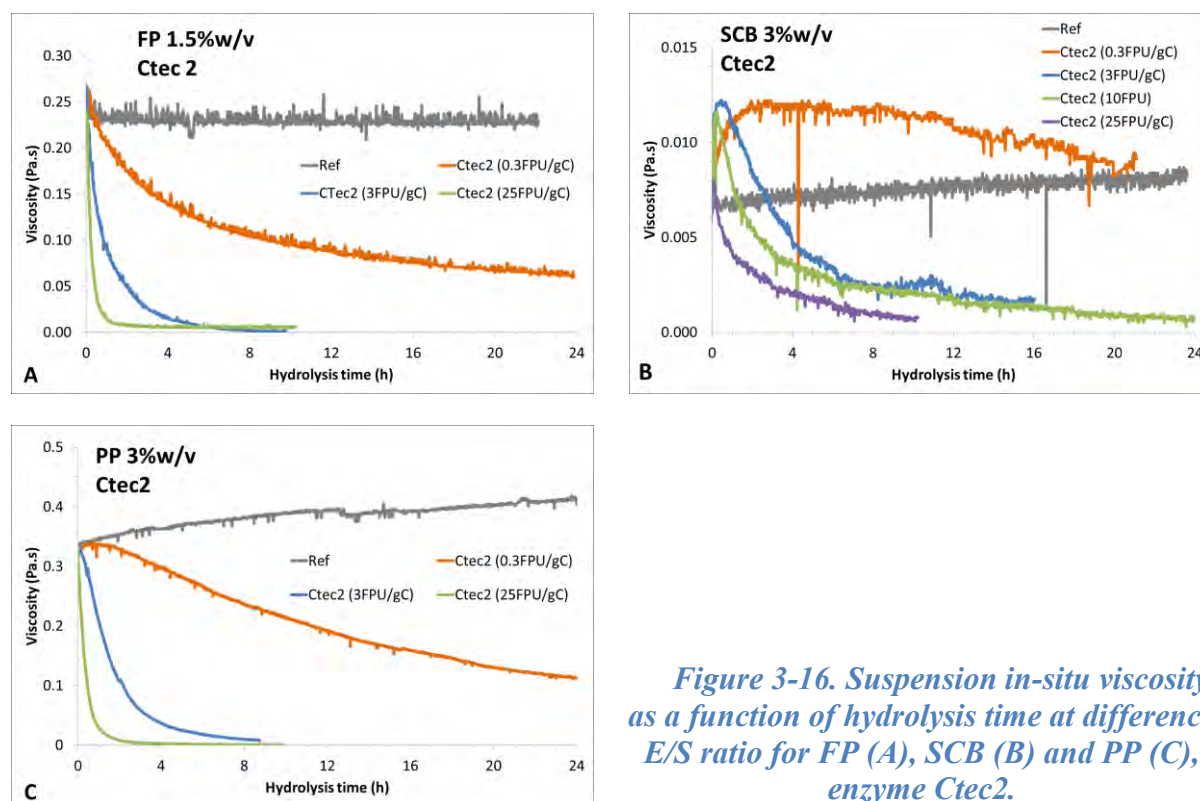 FP 1.5%w/v
Ctec 2
0.30
0.25
0.20
0.15
0.10
0.05
0.00
Viscosity (Pa.s)
Ref
Ctec2 (0.3FPU/gC)
CTec2 (3FPU/gC)
Ctec2 (25FPU/gC)
0 4 8 12 16 20 24
Hydrolysis time (h)
A
SCB 3%w/v
Ctec2
0.015
0.010
0.005
0.000
Viscosity (Pa.s)
Ref
Ctec2 (0.3FPU/gC)
Ctec2 (3FPU/gC)
Ctec2 (10FPU)
Ctec2 (25FPU/gC)
0 4 8 12 16 20 24
Hydrolysis time (h)
B
PP 3%w/v
Ctec2
0.5
0.4
0.3
0.2
0.1
0
Viscosity (Pa.s)
Ref
Ctec2 (0.3FPU/gC)
Ctec2 (3FPU/gC)
Ctec2 (25FPU/gC)
0 4 8 12 16 20 24
Hydrolysis time (h)
C
Figure 3-16. Suspension in-situ viscosity
as a function of hydrolysis time at difference
E/S ratio for FP (A), SCB (B) and PP (C),
enzyme Ctec2.